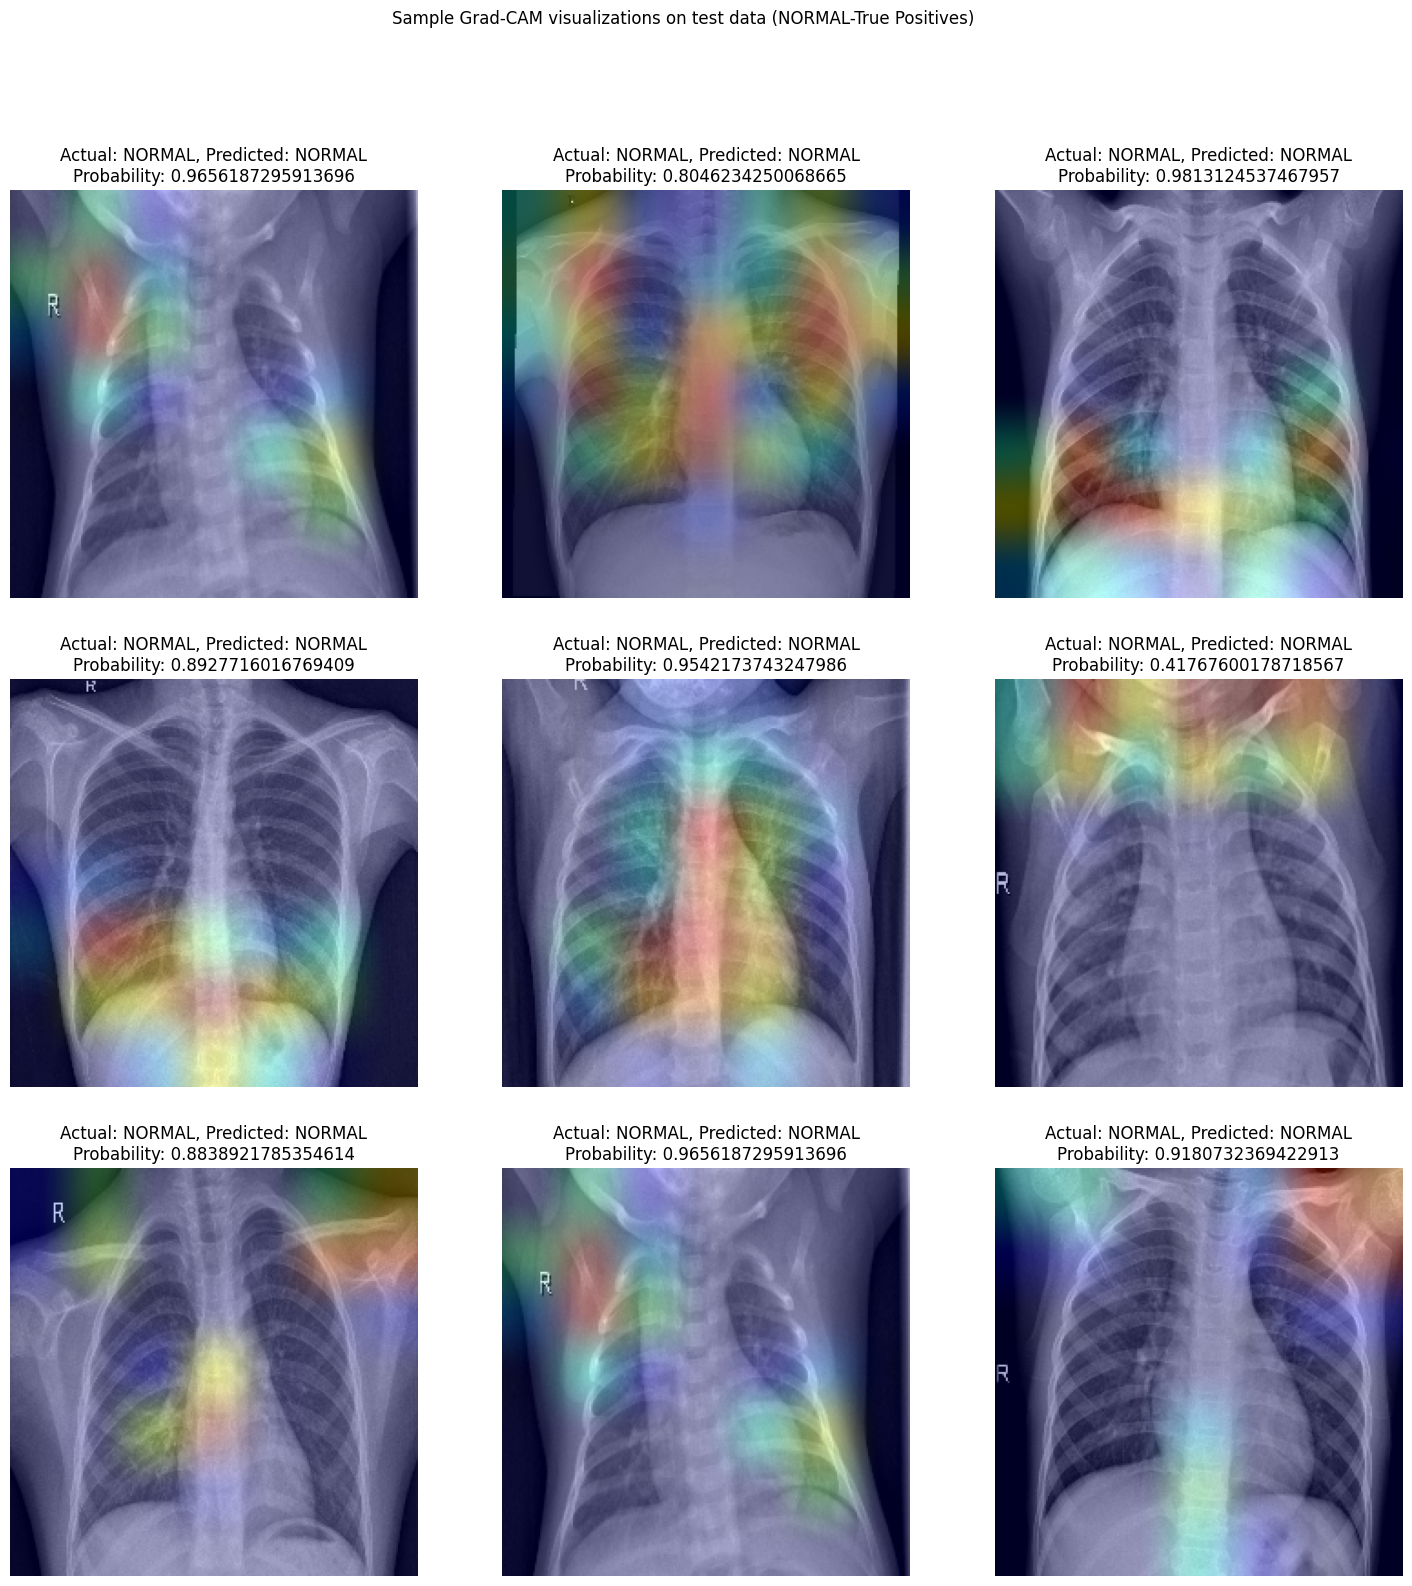 Sample Grad-CAM visualizations on test data (NORMAL-True Positives)
Actual: NORMAL, Predicted: NORMAL
Probability: 0.9656187295913696
Actual: NORMAL, Predicted: NORMAL
Probability: 0.8046234250068665
Actual: NORMAL, Predicted: NORMAL
Probability: 0.9813124537467957
R
Actual: NORMAL, Predicted: NORMAL
Probability: 0.8927716016769409
Actual: NORMAL, Predicted: NORMAL
Probability: 0.9542173743247986
Actual: NORMAL, Predicted: NORMAL
Probability: 0.41767600178718567
R
R
R
Actual: NORMAL, Predicted: NORMAL
Probability: 0.8838921785354614
Actual: NORMAL, Predicted: NORMAL
Probability: 0.9656187295913696
Actual: NORMAL, Predicted: NORMAL
Probability: 0.9180732369422913
R
R
R